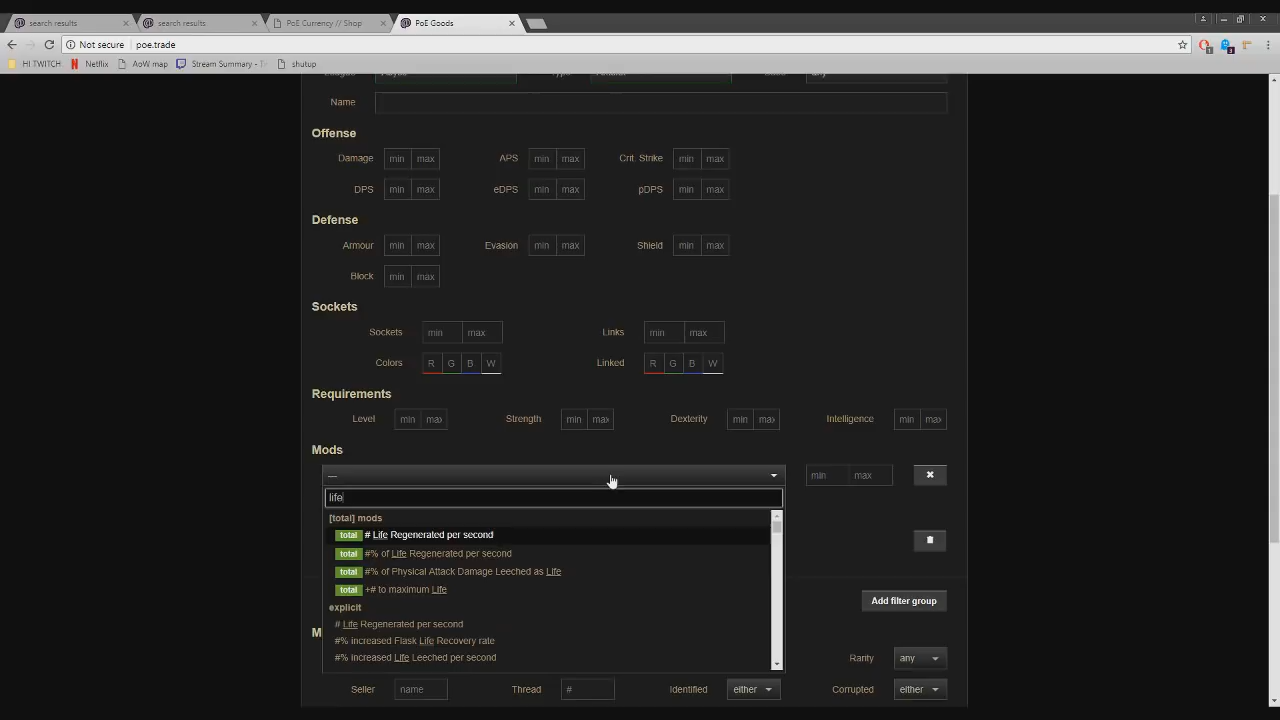 search results
search results
PoE Currency // Shop
PoE Goods
Not secure
poe.trade
HI TWITCH
Netflix
AoW map
Stream Summary - T
shutup
any
Name
Offense
Damage min max APS min max Crit. Strike min max
DPS min max eDPS min max pDPS min max
Defense
Armour min max Evasion min max Shield min max
Block min max
Sockets
Sockets min max Links min max
Colors R G B W Linked R G B W
Requirements
Level min max Strength min max Dexterity min max Intelligence min max
Mods
— min max
life
[total] mods
total # Life Regenerated per second
total #% of Life Regenerated per second
total #% of Physical Attack Damage Leeched as Life
total +# to maximum Life
explicit
# Life Regenerated per second
#% increased Flask Life Recovery rate
#% increased Life Leeched per second
Add filter group
M
Rarity any
Seller name Thread # Identified either Corrupted either